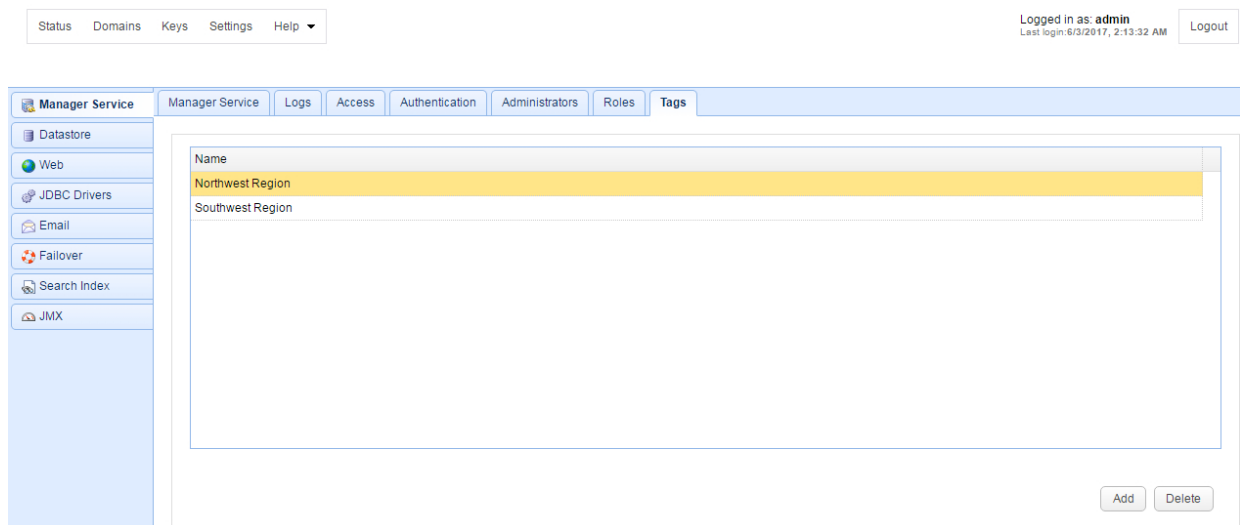 Status Domains Keys Settings Help
Logged in as: admin
Last login:6/3/2017, 2:13:32 AM
Logout
Manager Service
Datastore
Web
JDBC Drivers
Email
Failover
Search Index
JMX
Manager Service Logs Access Authentication Administrators Roles Tags
Name
Northwest Region
Southwest Region
Add Delete